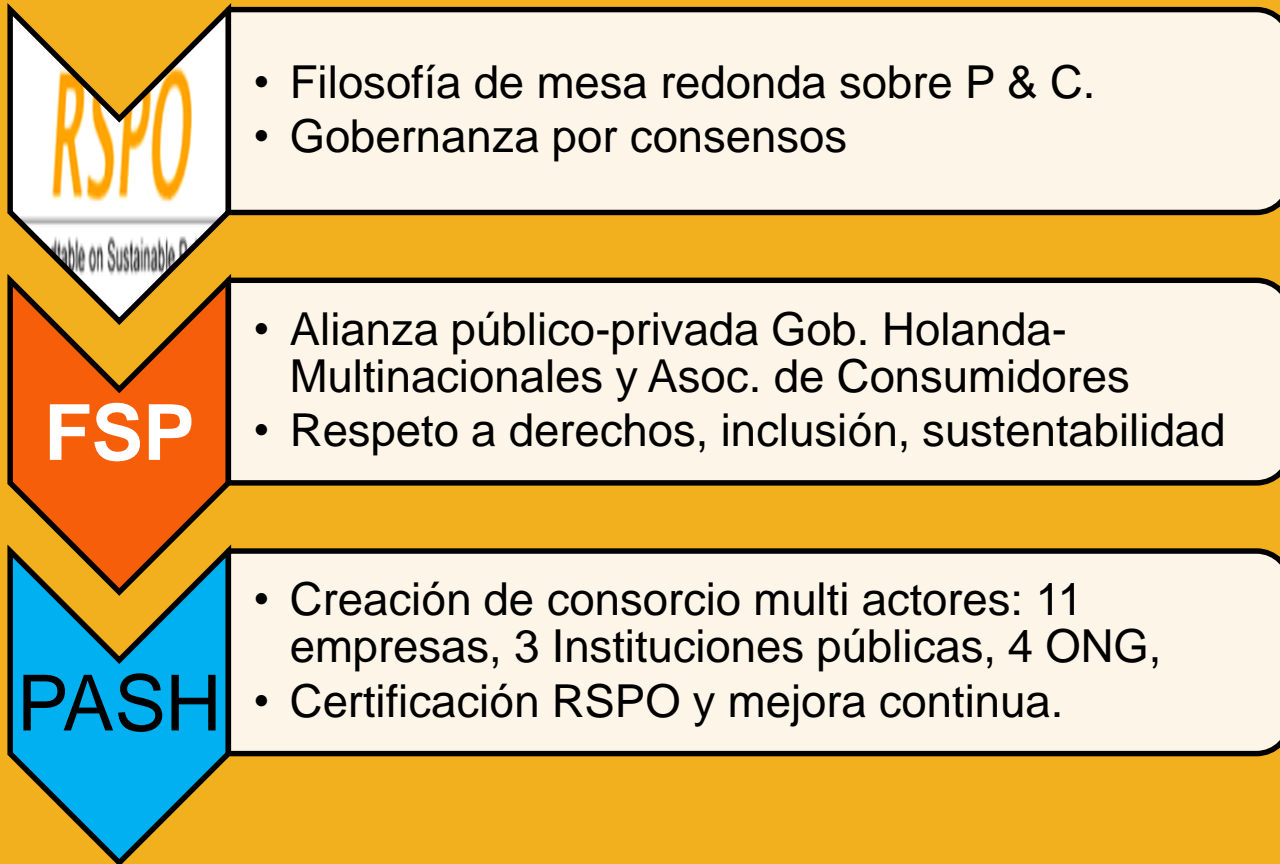 RSPO
table on Sustainable
• Filosofía de mesa redonda sobre P & C.
• Gobernanza por consensos
FSP
• Alianza público-privada Gob. Holanda-
Multinacionales y Asoc. de Consumidores
• Respeto a derechos, inclusión, sustentabilidad
PASH
• Creación de consorcio multi actores: 11
empresas, 3 Instituciones públicas, 4 ONG,
• Certificación RSPO y mejora continua.